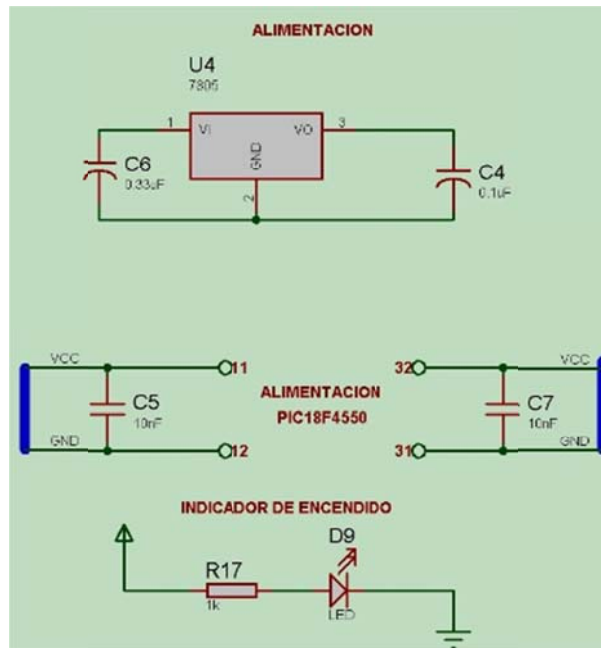 ALIMENTACION
U4
7805
1
VI
VO
3
GND
2
C6
0.33uF
C4
0.1uF
VCC
11
32
VCC
C5
10nF
ALIMENTACION
PIC18F4550
C7
10nF
GND
12
31
GND
INDICADOR DE ENCENDIDO
D9
R17
1k
LED